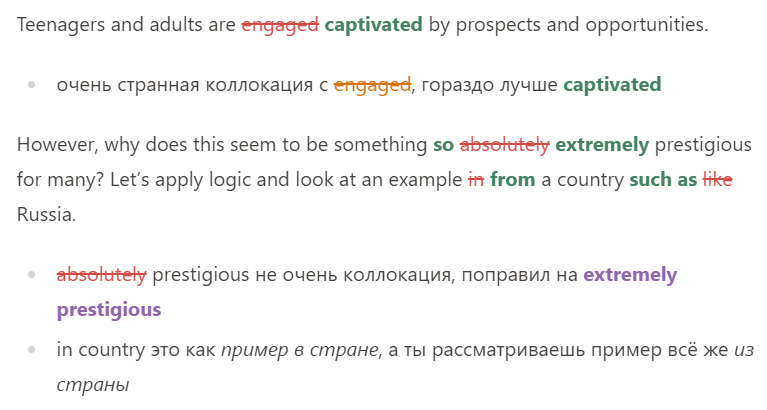 Teenagers and adults are engaged captivated by prospects and opportunities.
очень странная коллокация с engaged, гораздо лучше captivated
However, why does this seem to be something so absolutely extremely prestigious
for many? Let’s apply logic and look at an example in from a country such as like
Russia.
absolutely prestigious не очень коллокация, поправил на extremely
prestigious
in country это как пример в стране, а ты рассматриваешь пример всё же из
страны